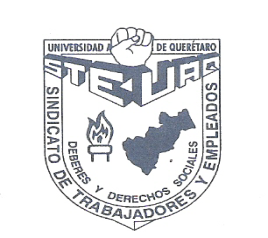 UNIVERSIDAD A DE QUERÉTARO
STEUAQ
SINDICATO DE TRABAJADORES Y EMPLEADOS
DEBERES Y DERECHOS SOCIALES